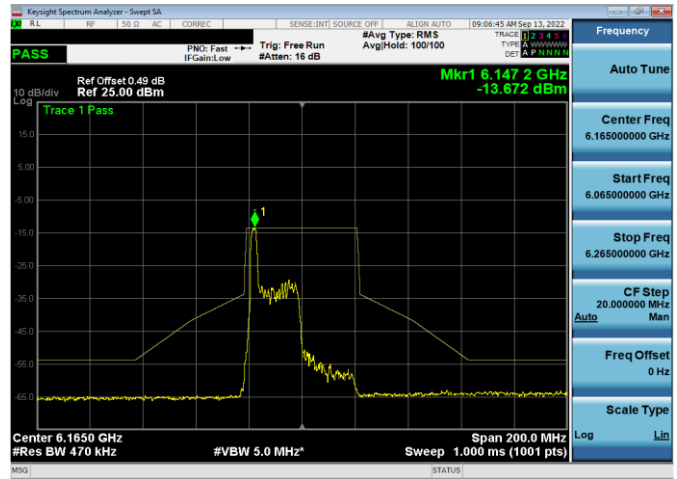 Keysight Spectrum Analyzer - Swept SA
RL RF 50 Ω AC CORREC SENSE:INT SOURCE OFF ALIGN AUTO 09:06:45 AM Sep 13, 2022
#Avg Type: RMS TRACE 1 2 3 4 5 6
PNO: Fast Trig: Free Run Avg|Hold: 100/100 TYPE A WWWWW
PASS IFGain:Low #Atten: 16 dB DET A P N N N N
Ref Offset 0.49 dB
10 dB/div Ref 25.00 dBm
Mkr1 6.147 2 GHz
-13.672 dBm
Log
Trace 1 Pass
15.0
5.00
-5.00
1
-15.0
-25.0
-35.0
-45.0
-55.0
-65.0
Center 6.1650 GHz Span 200.0 MHz
#Res BW 470 kHz #VBW 5.0 MHz* Sweep 1.000 ms (1001 pts)
MSG STATUS
Frequency
Auto Tune
Center Freq
6.165000000 GHz
Start Freq
6.065000000 GHz
Stop Freq
6.265000000 GHz
CF Step
20.000000 MHz
Auto Man
Freq Offset
0 Hz
Scale Type
Log Lin